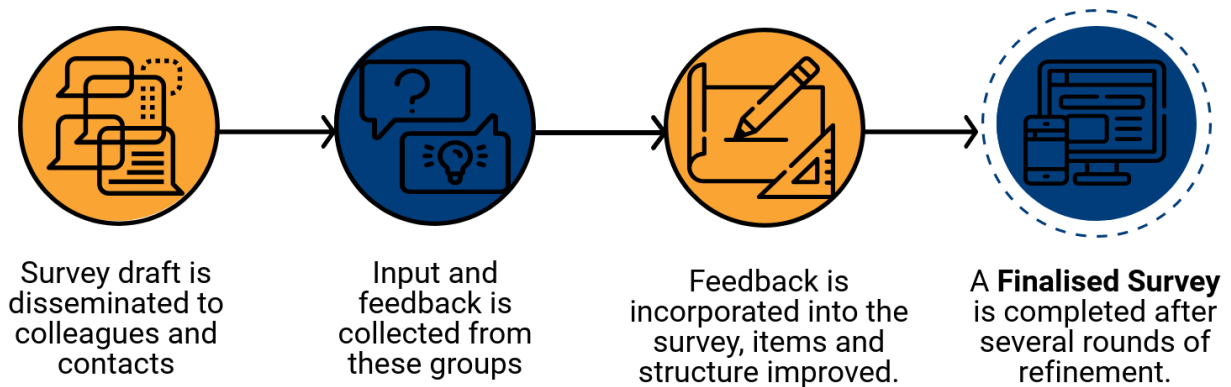 Survey draft is
disseminated to
colleagues and
contacts
Input and
feedback is
collected from
these groups
Feedback is
incorporated into the
survey, items and
structure improved.
A Finalised Survey
is completed after
several rounds of
refinement.